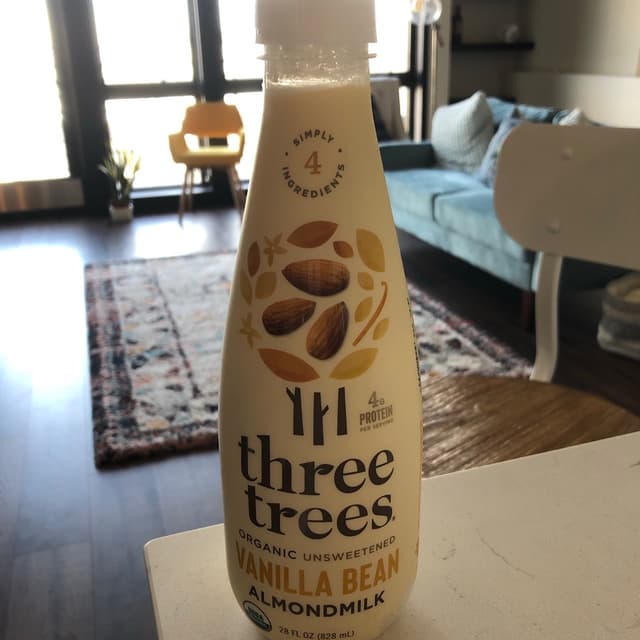 SIMPLY
4
INGREDIENTS
4G
PROTEIN
PER SERVING
three
trees
ORGANIC UNSWEETENED
VANILLA BEAN
ALMONDMILK
28 FL OZ (828 mL)